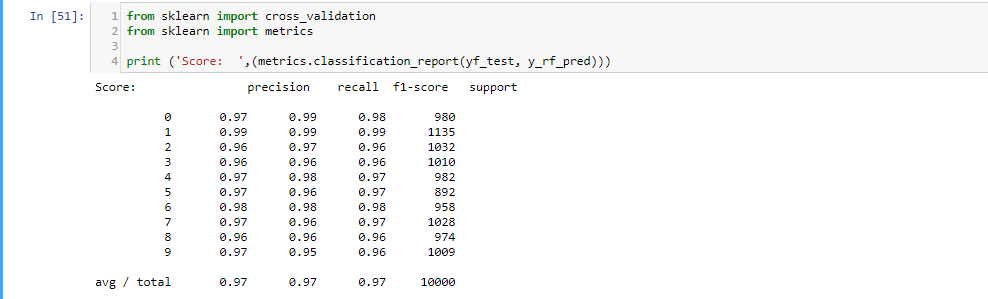 In [51]:
1 from sklearn import cross_validation
2 from sklearn import metrics
3
4 print ('Score:  ',(metrics.classification_report(yf_test, y_rf_pred)))
Score:                precision    recall  f1-score   support
0       0.97      0.99      0.98       980
1       0.99      0.99      0.99      1135
2       0.96      0.97      0.96      1032
3       0.96      0.96      0.96      1010
4       0.97      0.98      0.97       982
5       0.97      0.96      0.97       892
6       0.98      0.98      0.98       958
7       0.97      0.96      0.97      1028
8       0.96      0.96      0.96       974
9       0.97      0.95      0.96      1009
avg / total       0.97      0.97      0.97     10000